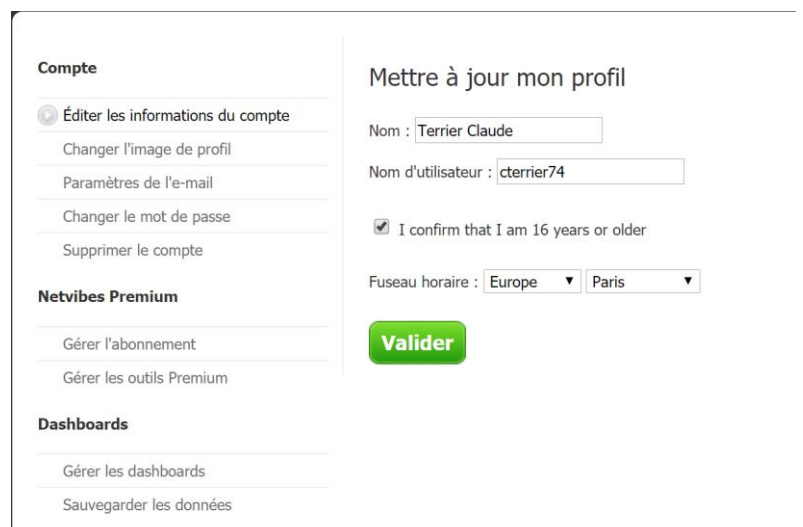 Compte
Éditer les informations du compte
Changer l'image de profil
Paramètres de l'e-mail
Changer le mot de passe
Supprimer le compte
Netvibes Premium
Gérer l'abonnement
Gérer les outils Premium
Dashboards
Gérer les dashboards
Sauvegarder les données
Mettre à jour mon profil
Nom : Terrier Claude
Nom d'utilisateur : cterrier74
I confirm that I am 16 years or older
Fuseau horaire : Europe Paris
Valider